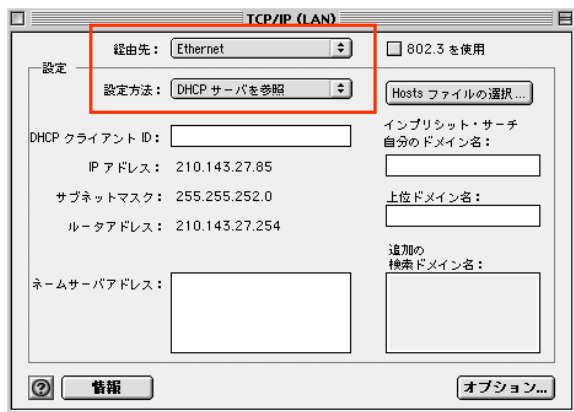 TCP/IP (LAN)
経由先： Ethernet
802.3 を使用
設定
設定方法： DHCP サーバを参照
Hosts ファイルの選択...
DHCP クライアント ID：
インプリシット・サーチ
自分のドメイン名：
IP アドレス： 210.143.27.85
サブネットマスク： 255.255.252.0
上位ドメイン名：
ルータアドレス： 210.143.27.254
追加の
検索ドメイン名：
ネームサーバアドレス：
?
情報
オプション...